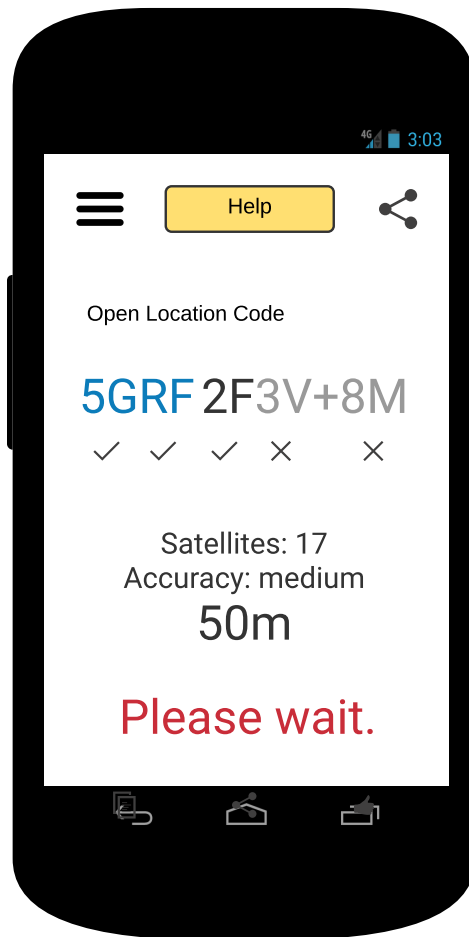 4G 3:03
Help
Open Location Code
5GRF 2F3V+8M
Satellites: 17
Accuracy: medium
50m
Please wait.